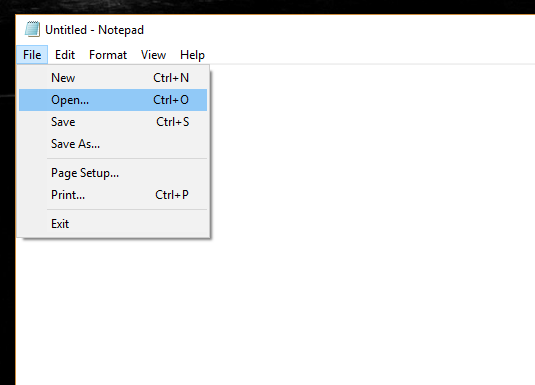 Untitled - Notepad
File Edit Format View Help
New Ctrl+N
Open... Ctrl+O
Save Ctrl+S
Save As...
Page Setup...
Print... Ctrl+P
Exit